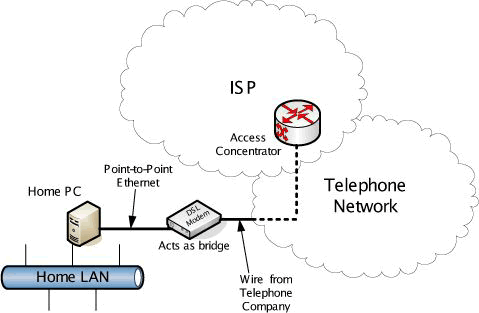 ISP
Access
Concentrator
Point-to-Point
Ethernet
Telephone
Network
Home PC
DSL
Modem
Acts as bridge
Home LAN
Wire from
Telephone
Company